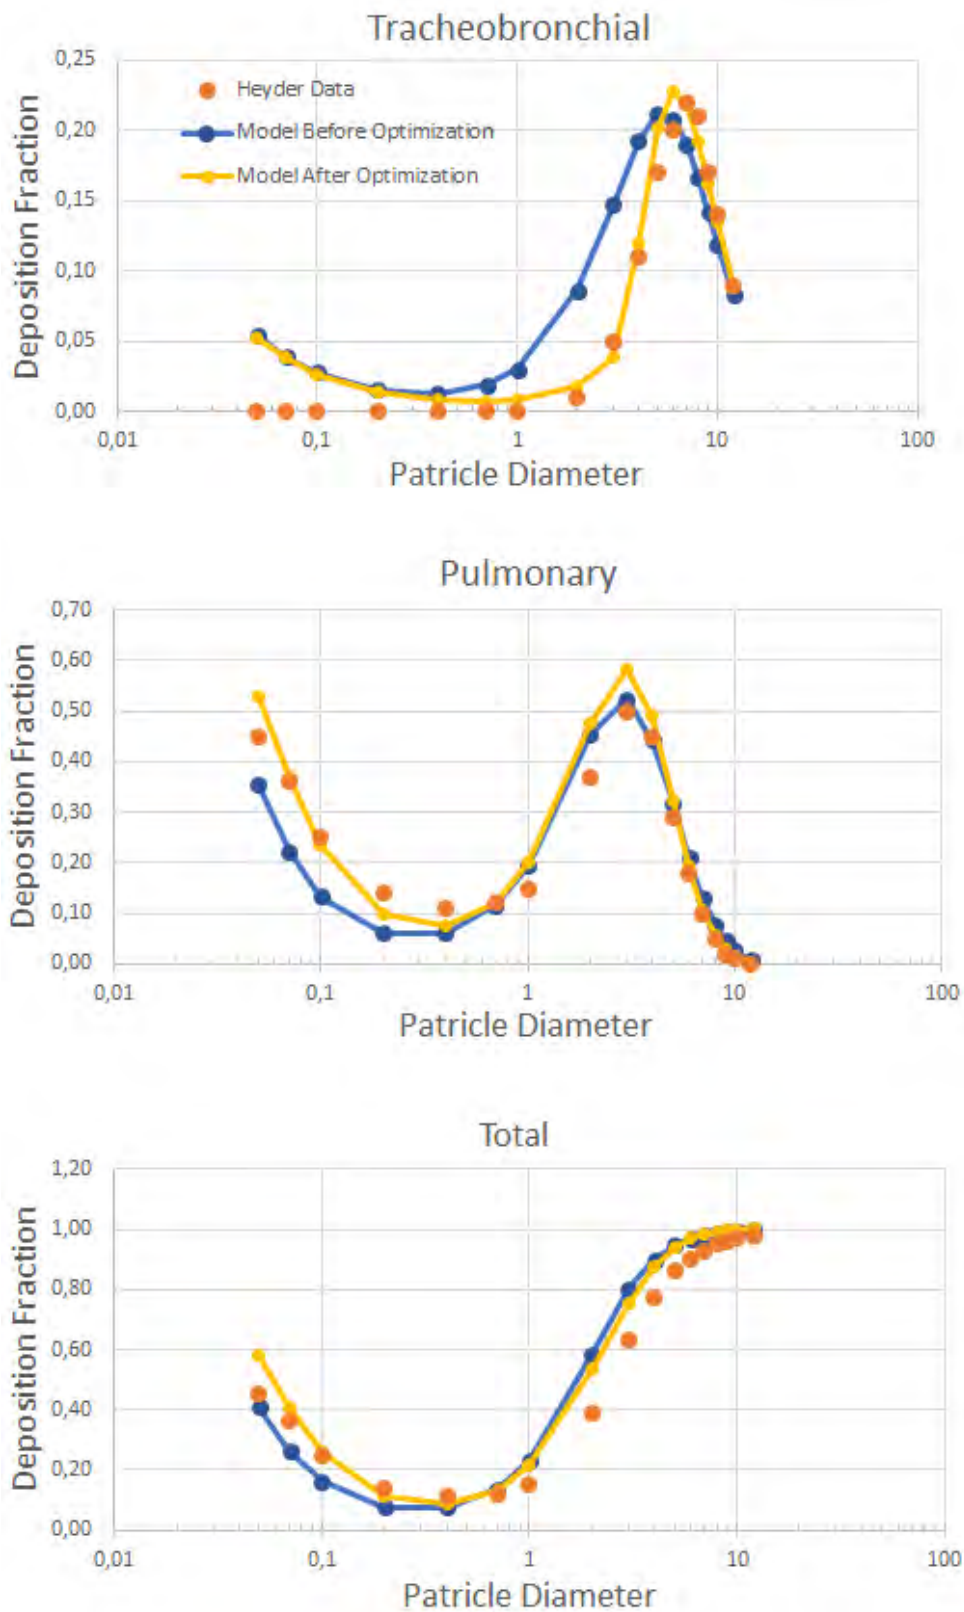 Tracheobronchial
0,25
0,20
0,15
0,10
0,05
0,00
Deposition Fraction
Heyder Data
Model Before Optimization
Model After Optimization
0,01 0,1 1 10 100
Patricle Diameter
Pulmonary
0,70
0,60
0,50
0,40
0,30
0,20
0,10
0,00
Deposition Fraction
0,01 0,1 1 10 100
Patricle Diameter
Total
1,20
1,00
0,80
0,60
0,40
0,20
0,00
Deposition Fraction
0,01 0,1 1 10 100
Patricle Diameter